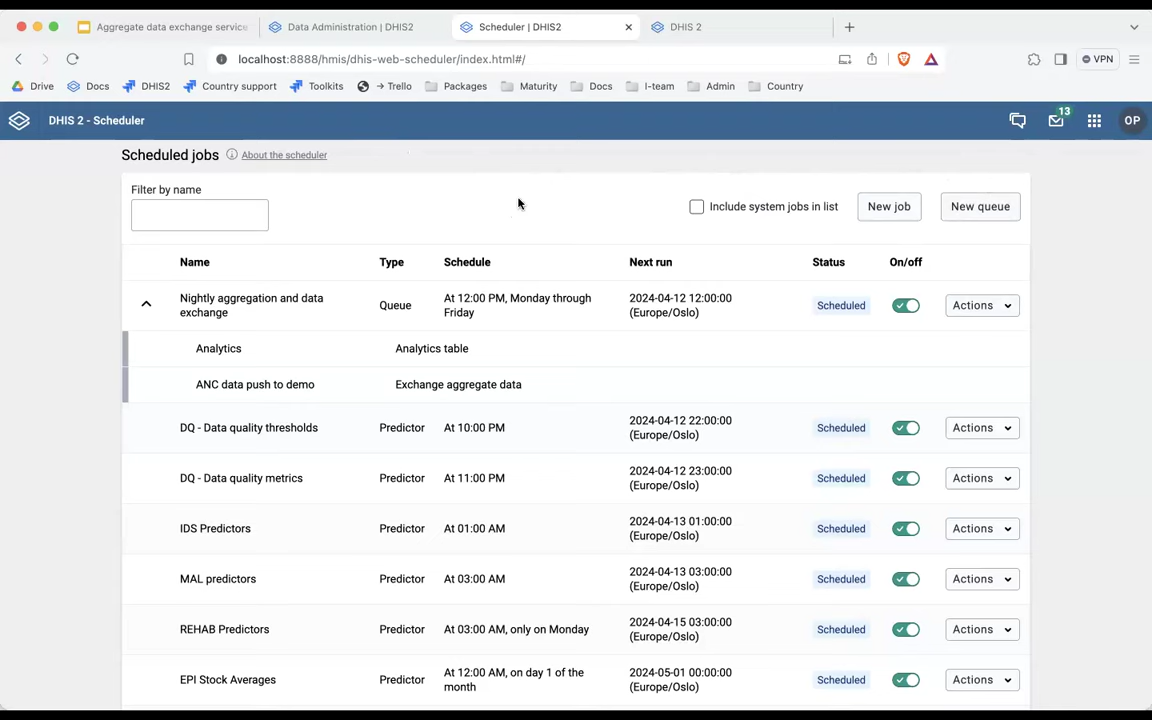 Aggregate data exchange service
Data Administration | DHIS2
Scheduler | DHIS2
DHIS 2
localhost:8888/hmis/dhis-web-scheduler/index.html#/
VPN
Drive
Docs
DHIS2
Country support
Toolkits
→ Trello
Packages
Maturity
Docs
I-team
Admin
Country
DHIS 2 - Scheduler
13
OP
Scheduled jobs
About the scheduler
Filter by name
Include system jobs in list
New job
New queue
Name Type Schedule Next run Status On/off
Nightly aggregation and data
exchange
Queue
At 12:00 PM, Monday through
Friday
2024-04-12 12:00:00
(Europe/Oslo)
Scheduled
Actions
Analytics Analytics table
ANC data push to demo Exchange aggregate data
DQ - Data quality thresholds
Predictor
At 10:00 PM
2024-04-12 22:00:00
(Europe/Oslo)
Scheduled
Actions
DQ - Data quality metrics
Predictor
At 11:00 PM
2024-04-12 23:00:00
(Europe/Oslo)
Scheduled
Actions
IDS Predictors
Predictor
At 01:00 AM
2024-04-13 01:00:00
(Europe/Oslo)
Scheduled
Actions
MAL predictors
Predictor
At 03:00 AM
2024-04-13 03:00:00
(Europe/Oslo)
Scheduled
Actions
REHAB Predictors
Predictor
At 03:00 AM, only on Monday
2024-04-15 03:00:00
(Europe/Oslo)
Scheduled
Actions
EPI Stock Averages
Predictor
At 12:00 AM, on day 1 of the
month
2024-05-01 00:00:00
(Europe/Oslo)
Scheduled
Actions